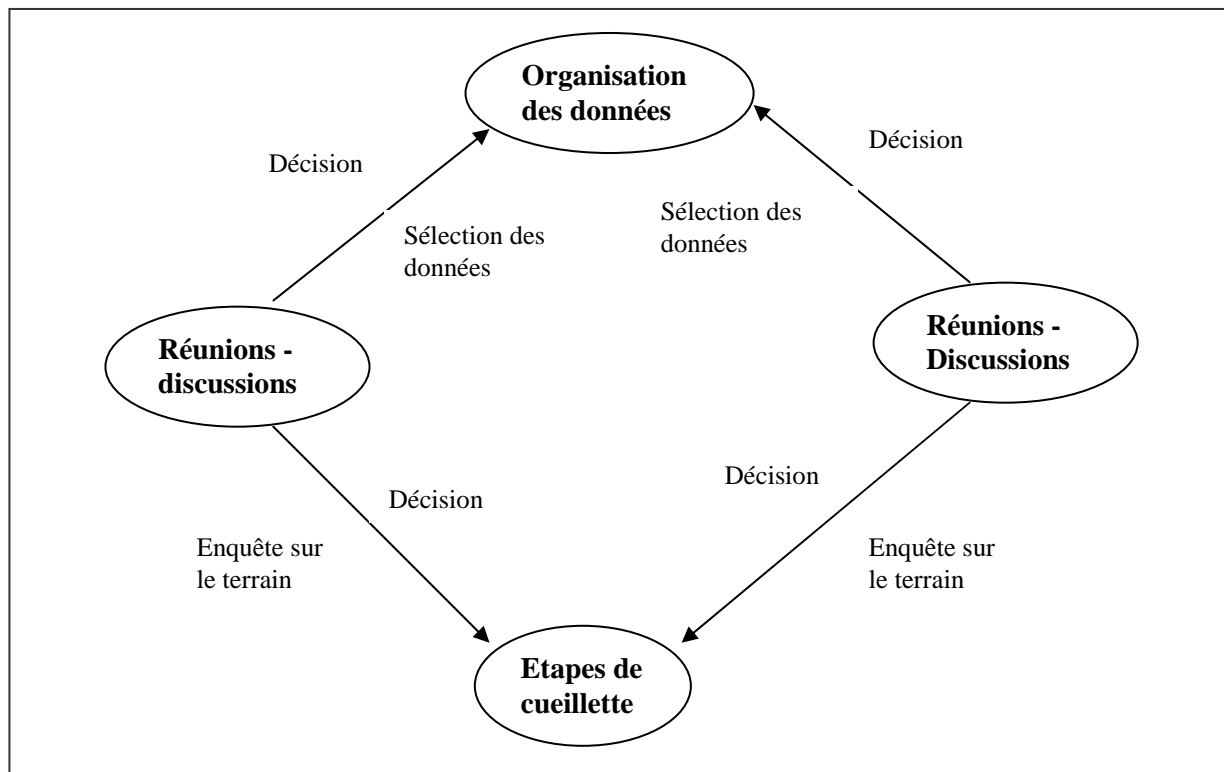 Organisation
des données
Décision
Décision
Sélection des
données
Sélection des
données
Réunions -
discussions
Réunions -
Discussions
Décision
Décision
Enquête sur
le terrain
Enquête sur
le terrain
Etapes de
cueillette